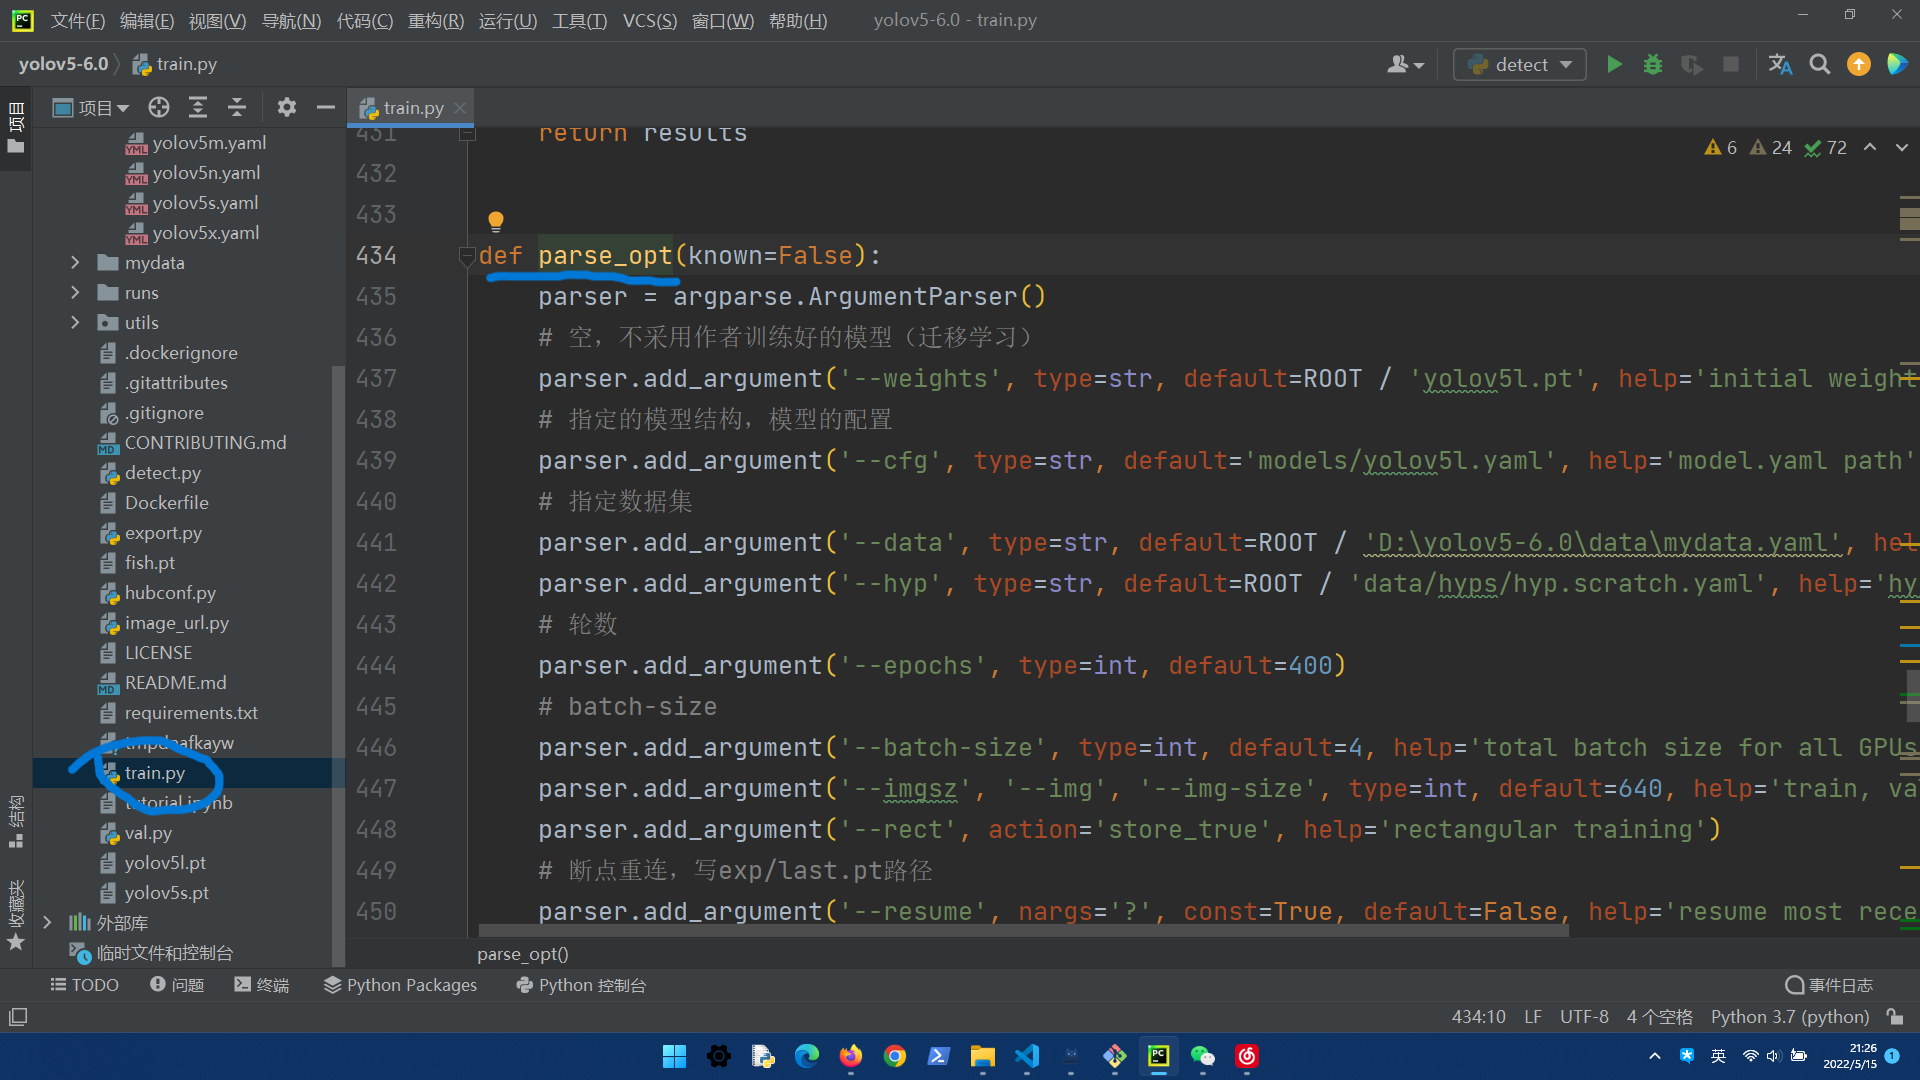 文件(F) 编辑(E) 视图(V) 导航(N) 代码(C) 重构(R) 运行(U) 工具(T) VCS(S) 窗口(W) 帮助(H) yolov5-6.0 - train.py
yolov5-6.0 train.py detect
项目
项目
train.py
yolov5m.yaml
yolov5n.yaml
yolov5s.yaml
yolov5x.yaml
mydata
runs
utils
.dockerignore
.gitattributes
.gitignore
CONTRIBUTING.md
detect.py
Dockerfile
export.py
fish.pt
hubconf.py
image_url.py
LICENSE
README.md
requirements.txt
train.py
tutorial.ipynb
val.py
yolov5l.pt
yolov5s.pt
外部库
临时文件和控制台
结构
收藏夹
6 24 72
431 return results
432
433
434 def parse_opt(known=False):
435 parser = argparse.ArgumentParser()
436 # 空，不采用作者训练好的模型（迁移学习）
437 parser.add_argument('--weights', type=str, default=ROOT / 'yolov5l.pt', help='initial weight
438 # 指定的模型结构，模型的配置
439 parser.add_argument('--cfg', type=str, default='models/yolov5l.yaml', help='model.yaml path'
440 # 指定数据集
441 parser.add_argument('--data', type=str, default=ROOT / 'D:\yolov5-6.0\data\mydata.yaml', hel
442 parser.add_argument('--hyp', type=str, default=ROOT / 'data/hyps/hyp.scratch.yaml', help='hy
443 # 轮数
444 parser.add_argument('--epochs', type=int, default=400)
445 # batch-size
446 parser.add_argument('--batch-size', type=int, default=4, help='total batch size for all GPUs
447 parser.add_argument('--imgsz', '--img', '--img-size', type=int, default=640, help='train, va
448 parser.add_argument('--rect', action='store_true', help='rectangular training')
449 # 断点重连，写exp/last.pt路径
450 parser.add_argument('--resume', nargs='?', const=True, default=False, help='resume most rece
parse_opt()
TODO 问题 终端 Python Packages Python 控制台 事件日志
434:10 LF UTF-8 4 个空格 Python 3.7 (python)
英 21:26
2022/5/15 1